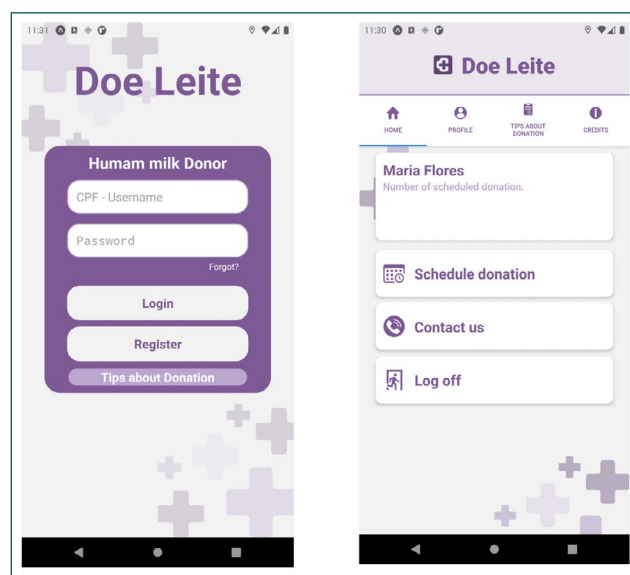 11:31
Doe Leite
Humam milk Donor
CPF - Username
Password
Forgot?
Login
Register
Tips about Donation
11:30
Doe Leite
HOME
PROFILE
TIPS ABOUT
DONATION
CREDITS
Maria Flores
Number of scheduled donation.
Schedule donation
Contact us
Log off